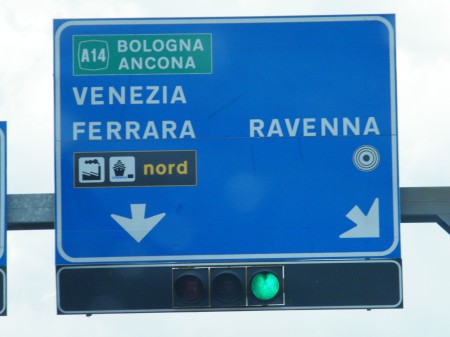 A14 BOLOGNA
ANCONA
VENEZIA
FERRARA RAVENNA
nord